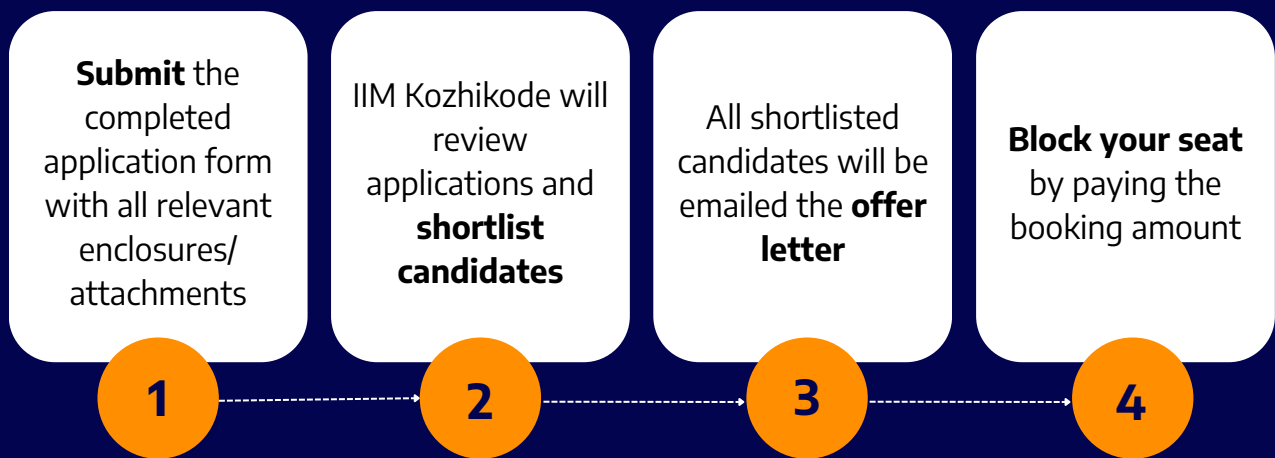 Submit the
completed
application form
with all relevant
enclosures/
attachments
1
IIM Kozhikode will
review
applications and
shortlist
candidates
2
All shortlisted
candidates will be
emailed the offer
letter
3
Block your seat
by paying the
booking amount
4